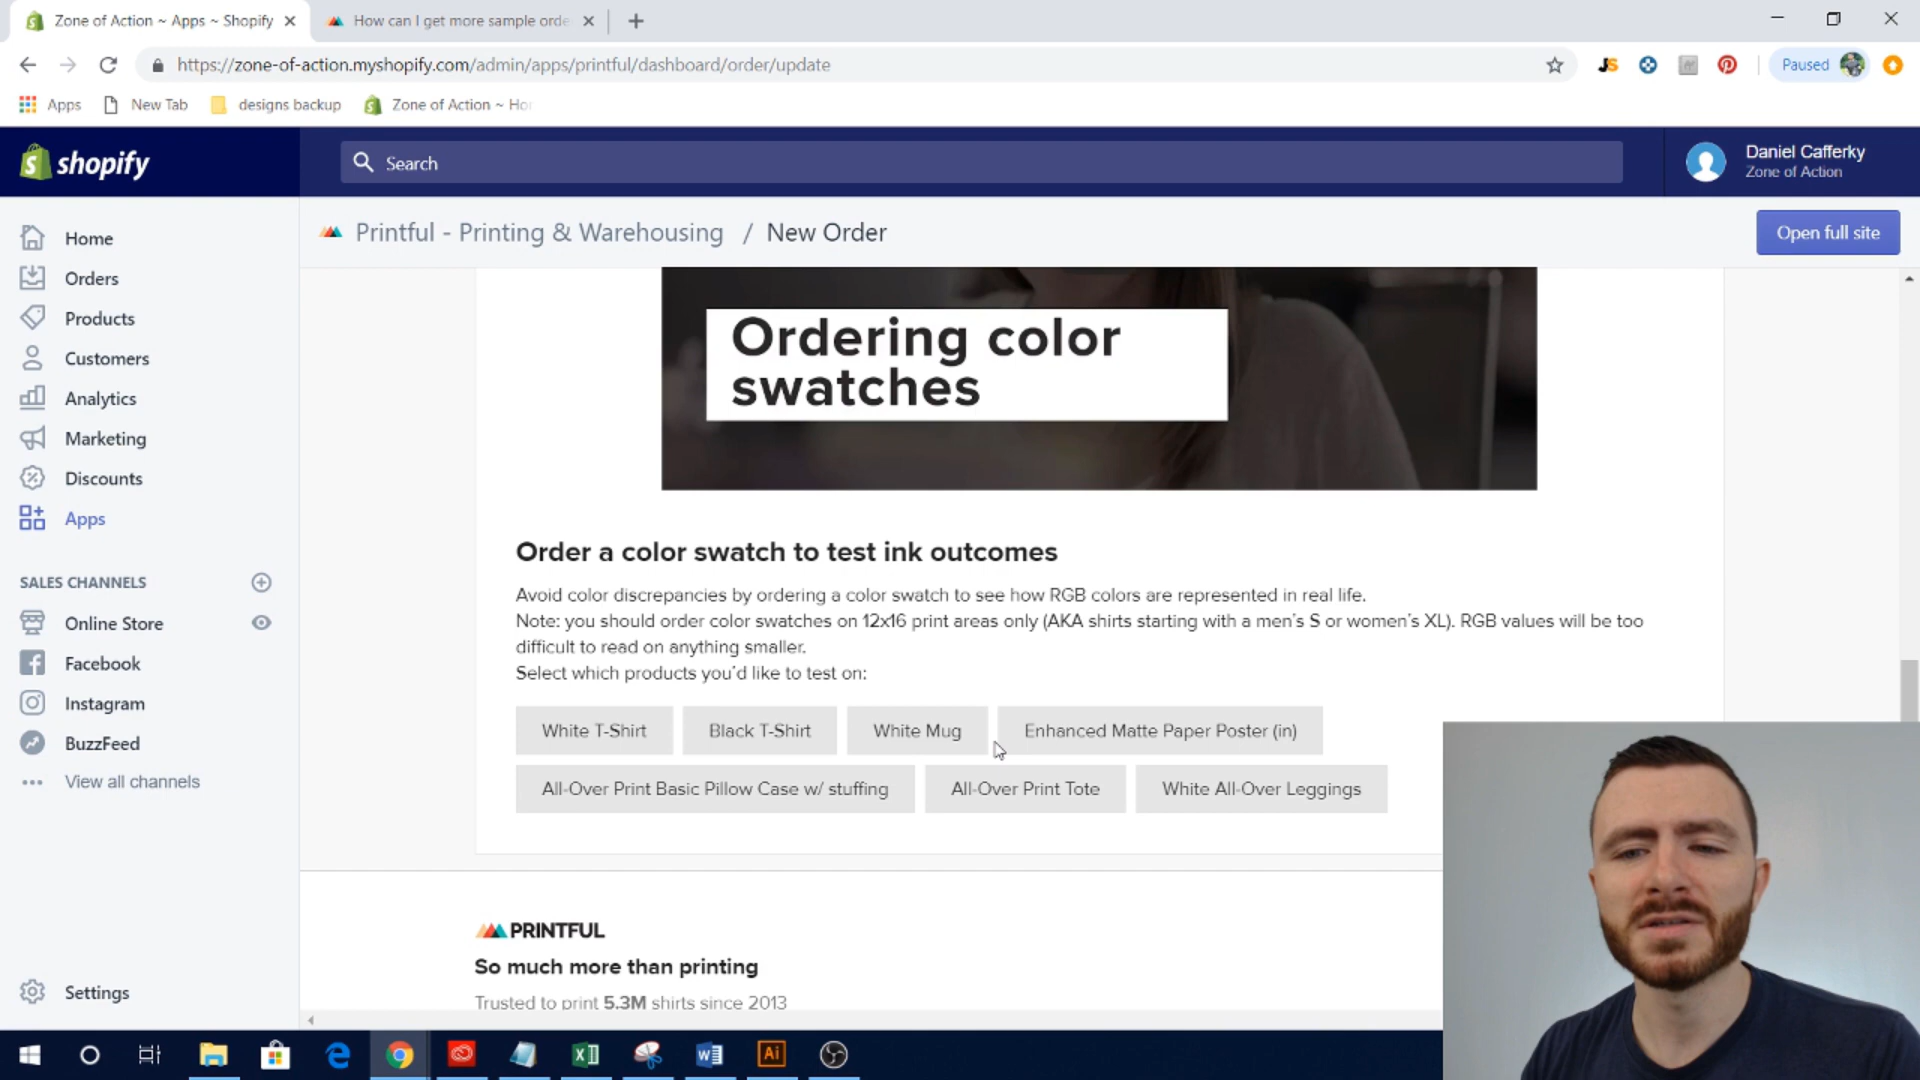 Zone of Action ~ Apps ~ Shopify
How can I get more sample orde
https://zone-of-action.myshopify.com/admin/apps/printful/dashboard/order/update
JS
Paused
Apps
New Tab
designs backup
Zone of Action ~ Ho
shopify
Search
Daniel Cafferky
Zone of Action
Printful - Printing & Warehousing / New Order
Open full site
Home
Orders
Products
Customers
Analytics
Marketing
Discounts
Apps
SALES CHANNELS
Online Store
Facebook
Instagram
BuzzFeed
View all channels
Settings
Ordering color
swatches
Order a color swatch to test ink outcomes
Avoid color discrepancies by ordering a color swatch to see how RGB colors are represented in real life.
Note: you should order color swatches on 12x16 print areas only (AKA shirts starting with a men's S or women's XL). RGB values will be too
difficult to read on anything smaller.
Select which products you'd like to test on:
White T-Shirt
Black T-Shirt
White Mug
Enhanced Matte Paper Poster (in)
All-Over Print Basic Pillow Case w/ stuffing
All-Over Print Tote
White All-Over Leggings
PRINTFUL
So much more than printing
Trusted to print 5.3M shirts since 2013
Ai